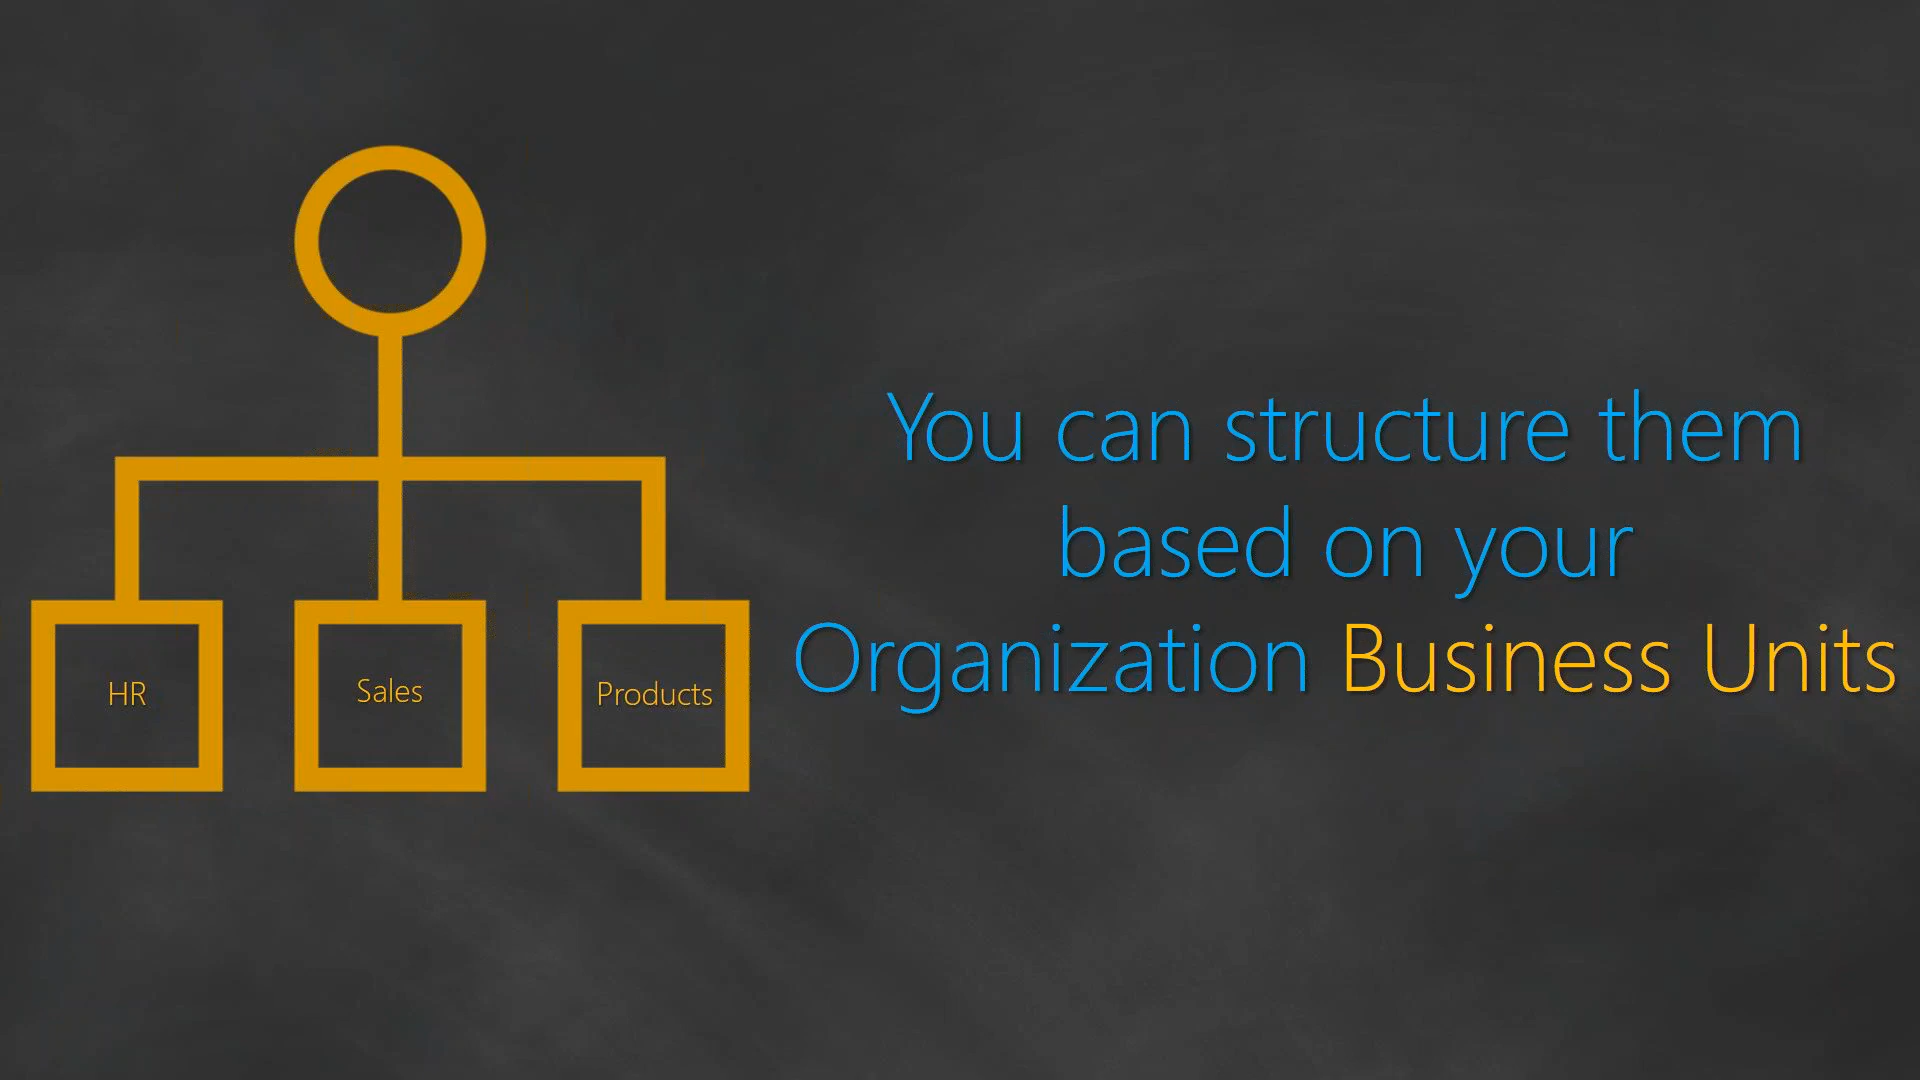 You can structure them
based on your
Organization Business Units
HR
Sales
Products